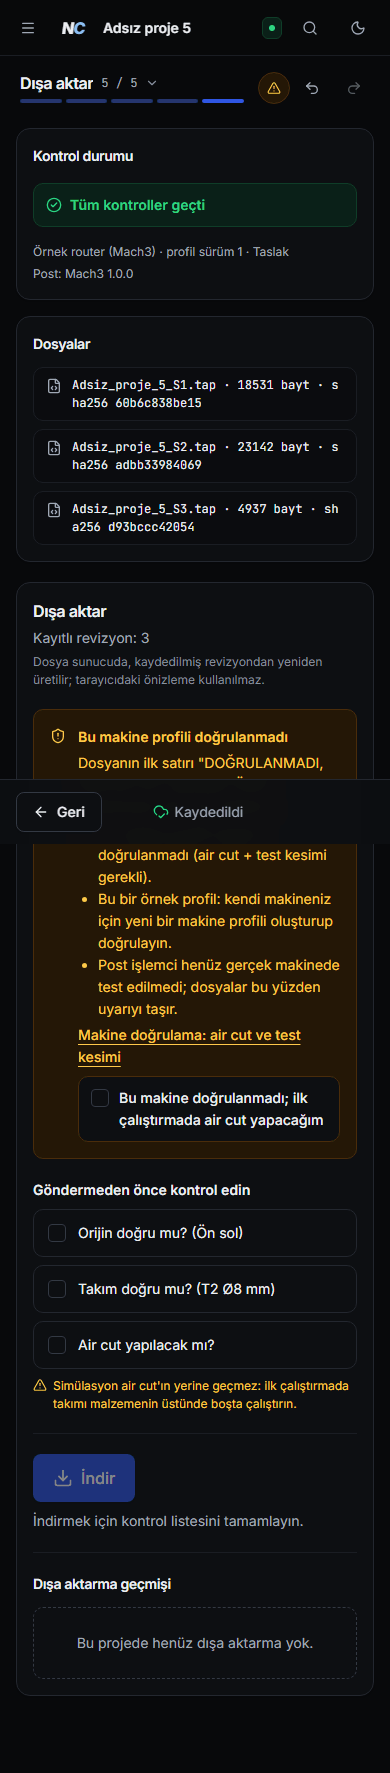 NC Adsız proje 5
Dışa aktar 5 / 5
Kontrol durumu
Tüm kontroller geçti
Örnek router (Mach3) · profil sürüm 1 · Taslak
Post: Mach3 1.0.0
Dosyalar
Adsiz_proje_5_S1.tap · 18531 bayt · s
ha256 60b6c838be15
Adsiz_proje_5_S2.tap · 23142 bayt · s
ha256 adbb33984069
Adsiz_proje_5_S3.tap · 4937 bayt · sh
a256 d93bccc42054
Dışa aktar
Kayıtlı revizyon: 3
Dosya sunucuda, kaydedilmiş revizyondan yeniden
üretilir; tarayıcıdaki önizleme kullanılmaz.
Bu makine profili doğrulanmadı
Dosyanın ilk satırı "DOĞRULANMADI,
Geri Kaydedildi
doğrulanmadı (air cut + test kesimi
gerekli).
• Bu bir örnek profil: kendi makineniz
için yeni bir makine profili oluşturup
doğrulayın.
• Post işlemci henüz gerçek makinede
test edilmedi; dosyalar bu yüzden
uyarıyı taşır.
Makine doğrulama: air cut ve test
kesimi
Bu makine doğrulanmadı; ilk
çalıştırmada air cut yapacağım
Göndermeden önce kontrol edin
Orijin doğru mu? (Ön sol)
Takım doğru mu? (T2 Ø8 mm)
Air cut yapılacak mı?
Simülasyon air cut'ın yerine geçmez: ilk çalıştırmada
takımı malzemenin üstünde boşta çalıştırın.
İndir
İndirmek için kontrol listesini tamamlayın.
Dışa aktarma geçmişi
Bu projede henüz dışa aktarma yok.